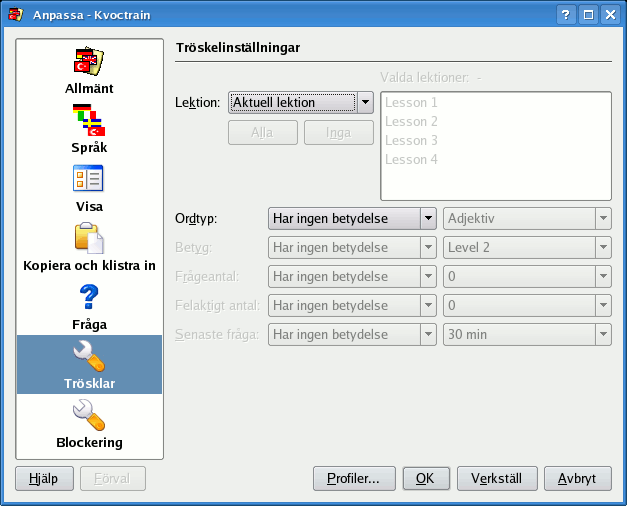 Anpassa - Kvoctrain
Allmänt
Språk
Visa
Kopiera och klistra in
Fråga
Trösklar
Blockering
Tröskelinställningar
Valda lektioner: -
Lektion: Aktuell lektion
Alla Inga
Lesson 1
Lesson 2
Lesson 3
Lesson 4
Ordtyp: Har ingen betydelse Adjektiv
Betyg: Har ingen betydelse Level 2
Frågeantal: Har ingen betydelse 0
Felaktigt antal: Har ingen betydelse 0
Senaste fråga: Har ingen betydelse 30 min
Hjälp Förval Profiler... OK Verkställ Avbryt